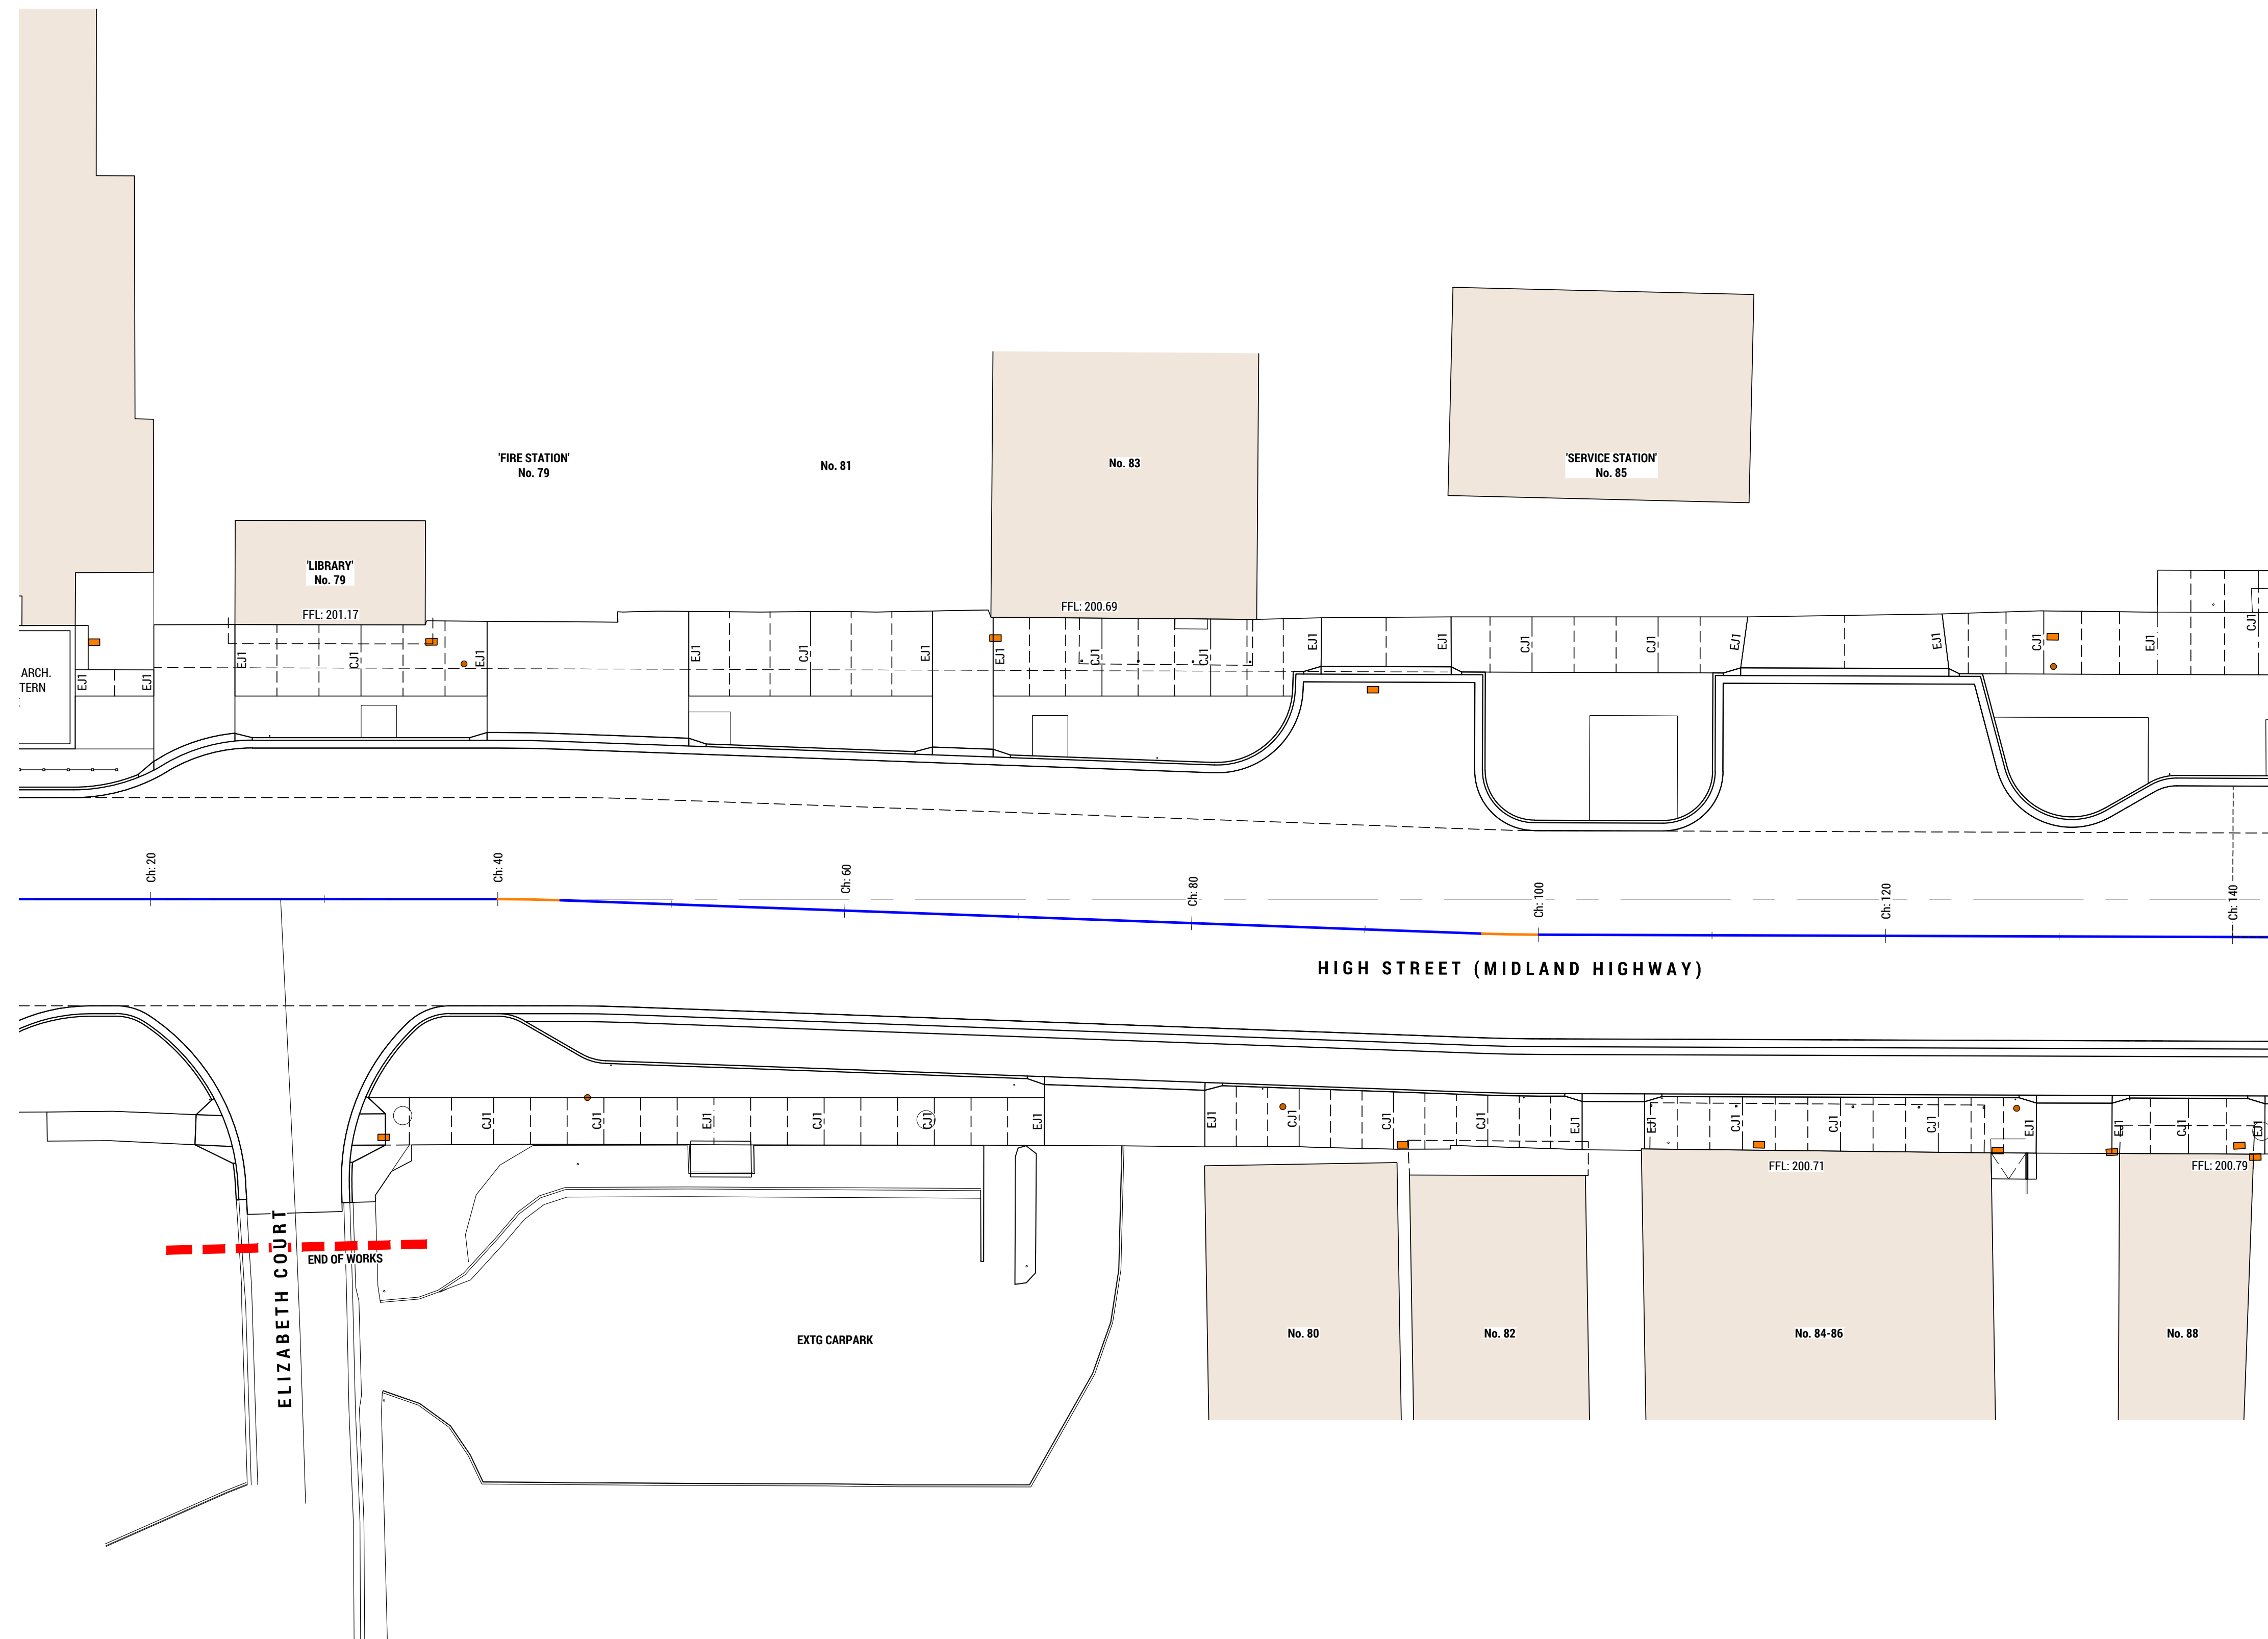 'FIRE STATION'
No. 79
No. 81
No. 83
'SERVICE STATION'
No. 85
'LIBRARY'
No. 79
FFL: 201.17
FFL: 200.69
ARCH.
TTERN
EJ1
EJ1
EJ1
CJ1
EJ1
EJ1
CJ1
EJ1
EJ1
CJ1
CJ1
EJ1
EJ1
CJ1
CJ1
EJ1
EJ1
CJ1
EJ1
CJ1
Ch: 20
Ch: 40
Ch: 60
Ch: 80
Ch: 100
Ch: 120
Ch: 140
HIGH STREET (MIDLAND HIGHWAY)
CJ1
CJ1
EJ1
CJ1
CJ1
EJ1
EJ1
CJ1
CJ1
CJ1
EJ1
EJ1
CJ1
CJ1
CJ1
EJ1
EJ1
CJ1
EJ1
FFL: 200.71
FFL: 200.79
ELIZABETH COURT
END OF WORKS
EXTG CARPARK
No. 80
No. 82
No. 84-86
No. 88